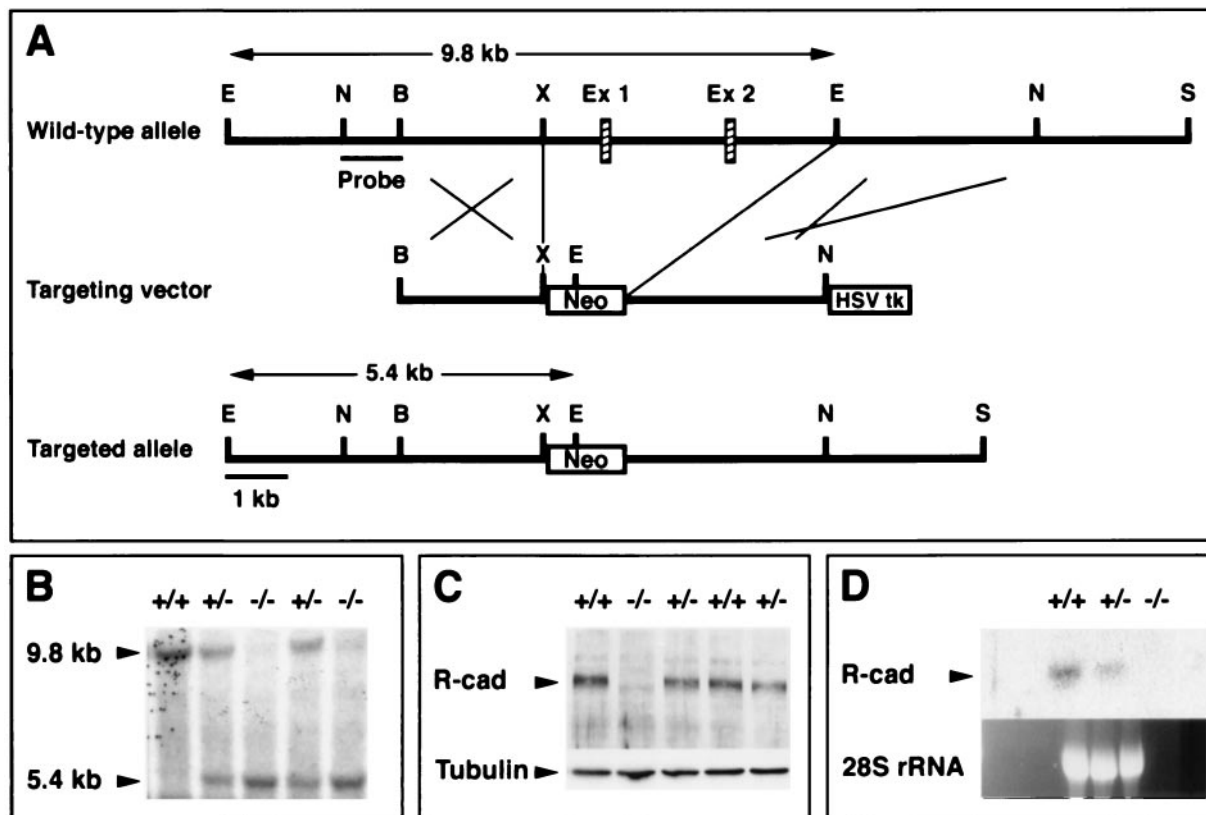 A
9.8 kb
E N B X Ex 1 Ex 2 E N S
Wild-type allele
Probe
B X E N
Targeting vector
Neo HSV tk
5.4 kb
E N B X E N S
Targeted allele
Neo
1 kb
B
+/+ +/- -/- +/- -/-
9.8 kb
5.4 kb
C
+/+ -/- +/- +/+ +/-
R-cad
Tubulin
D
+/+ +/- -/-
R-cad
28S rRNA